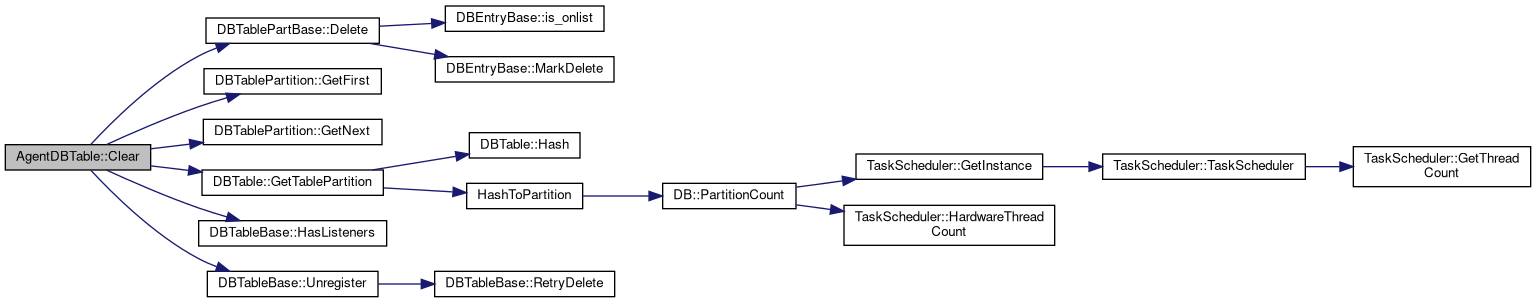 DBTablePartBase::Delete
DBEntryBase::is_onlist
DBEntryBase::MarkDelete
DBTablePartition::GetFirst
DBTablePartition::GetNext
AgentDBTable::Clear
DBTable::GetTablePartition
DBTable::Hash
HashToPartition
DB::PartitionCount
TaskScheduler::GetInstance
TaskScheduler::TaskScheduler
TaskScheduler::GetThread
Count
TaskScheduler::HardwareThread
Count
DBTableBase::HasListeners
DBTableBase::Unregister
DBTableBase::RetryDelete